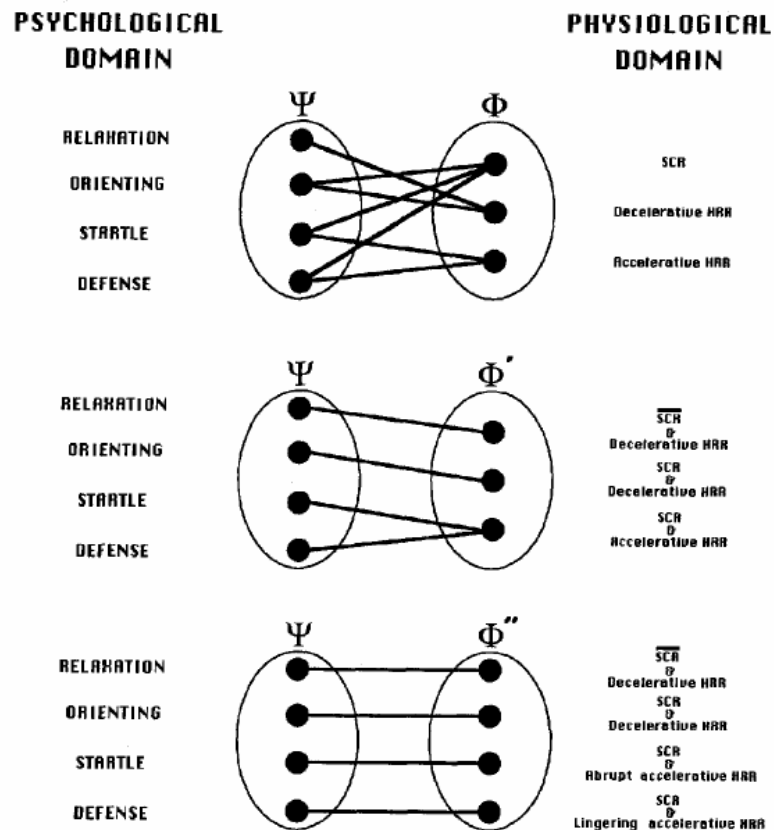 PSYCHOLOGICAL DOMAIN
PHYSIOLOGICAL DOMAIN
Ψ
Φ
RELAXATION
ORIENTING
STARTLE
DEFENSE
SCR
Decelerative HRR
Accelerative HRR
Ψ
Φ′
RELAXATION
ORIENTING
STARTLE
DEFENSE
S̅C̅R̅
&
Decelerative HRR
SCR
&
Decelerative HRR
SCR
&
Accelerative HRR
Ψ
Φ″
RELAXATION
ORIENTING
STARTLE
DEFENSE
S̅C̅R̅
&
Decelerative HRR
SCR
&
Decelerative HRR
SCR
&
Abrupt accelerative HRR
SCR
&
Lingering accelerative HRR